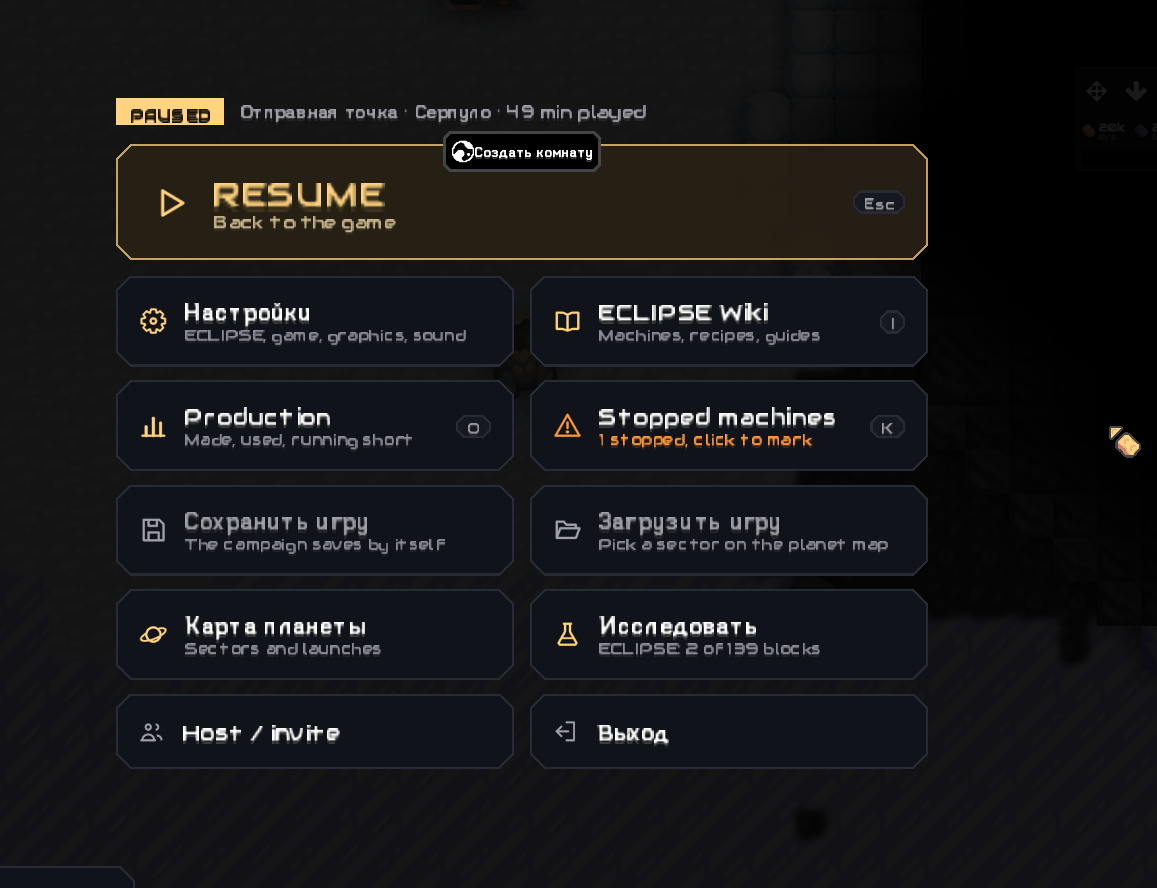 PAUSED
Отправная точка · Серпуло · 49 min played
Создать комнату
RESUME
Back to the game
Esc
Настройки
ECLIPSE, game, graphics, sound
ECLIPSE Wiki
Machines, recipes, guides
I
Production
Made, used, running short
O
Stopped machines
1 stopped, click to mark
K
Сохранить игру
The campaign saves by itself
Загрузить игру
Pick a sector on the planet map
Карта планеты
Sectors and launches
Исследовать
ECLIPSE: 2 of 139 blocks
Host / invite
Выход
20k